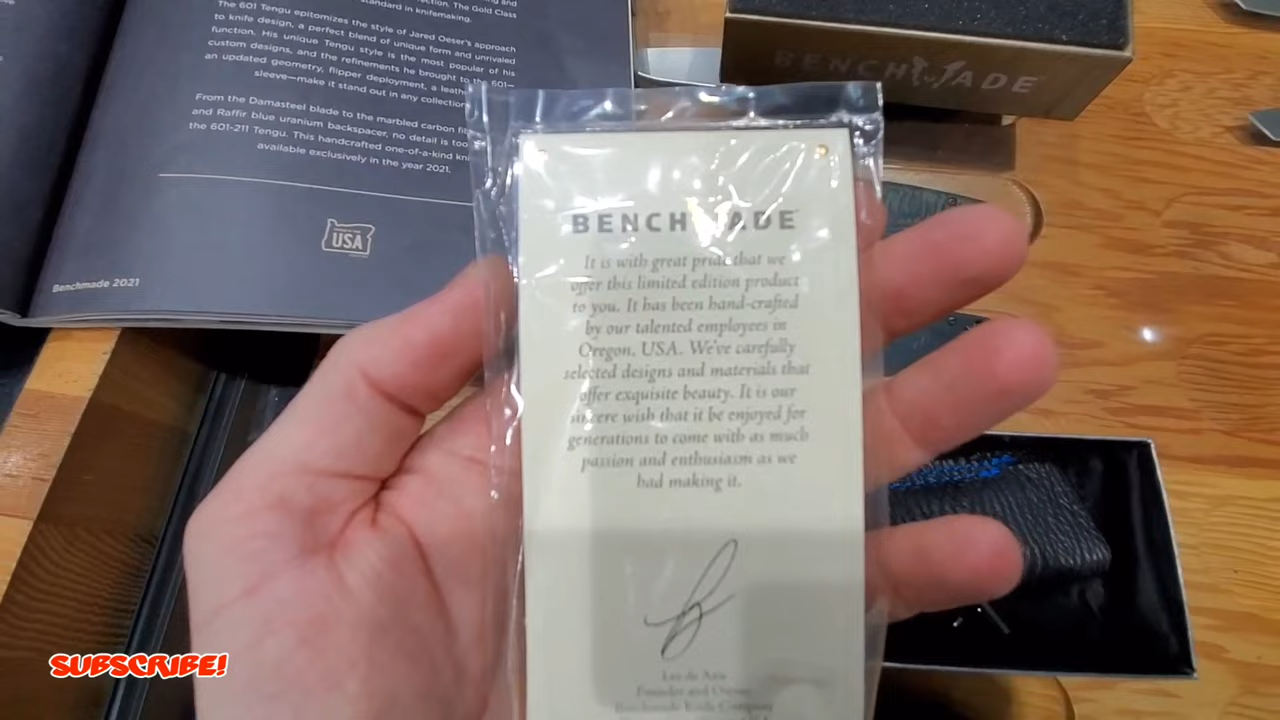 standard in knifemaking. The Gold Class
The 601 Tengu epitomizes the style of Jared Oeser's approach
to knife design, a perfect blend of unique form and unrivaled
function. His unique Tengu style is the most popular of his
custom designs, and the refinements he brought to the 601—
an updated geometry, flipper deployment, a
sleeve—make it stand out in any collection
From the Damasteel blade to the marbled carbon
and Raffir blue uranium backspacer, no detail is too
the 601-211 Tengu. This handcrafted one-of-a-kind
available exclusively in the year 2021.
USA
Benchmade 2021
BENCHMADE
BENCHMADE
It is with great pride that we
offer this limited edition product
to you. It has been hand-crafted
by our talented employees in
Oregon, USA. We've carefully
selected designs and materials that
offer exquisite beauty. It is our
sincere wish that it be enjoyed for
generations to come with as much
passion and enthusiasm as we
had making it.
Les de Asis
Founder and Owner
Benchmade Knife Company
SUBSCRIBE!